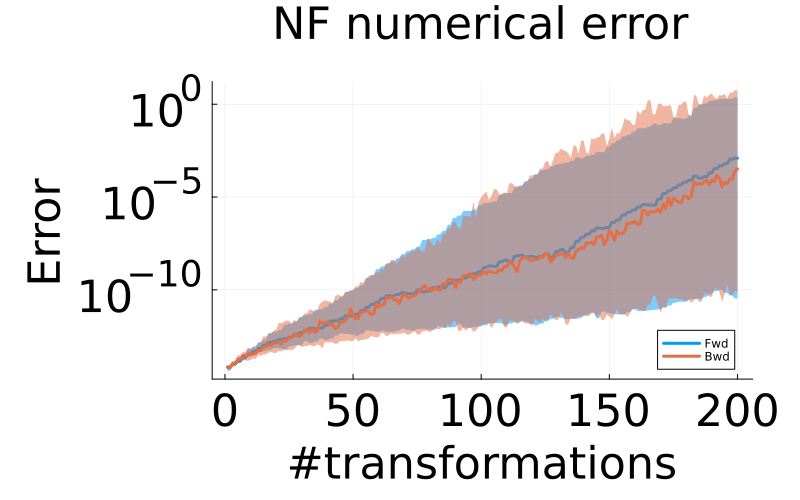 NF numerical error
Error
10^0
10^-5
10^-10
Fwd
Bwd
0 50 100 150 200
#transformations